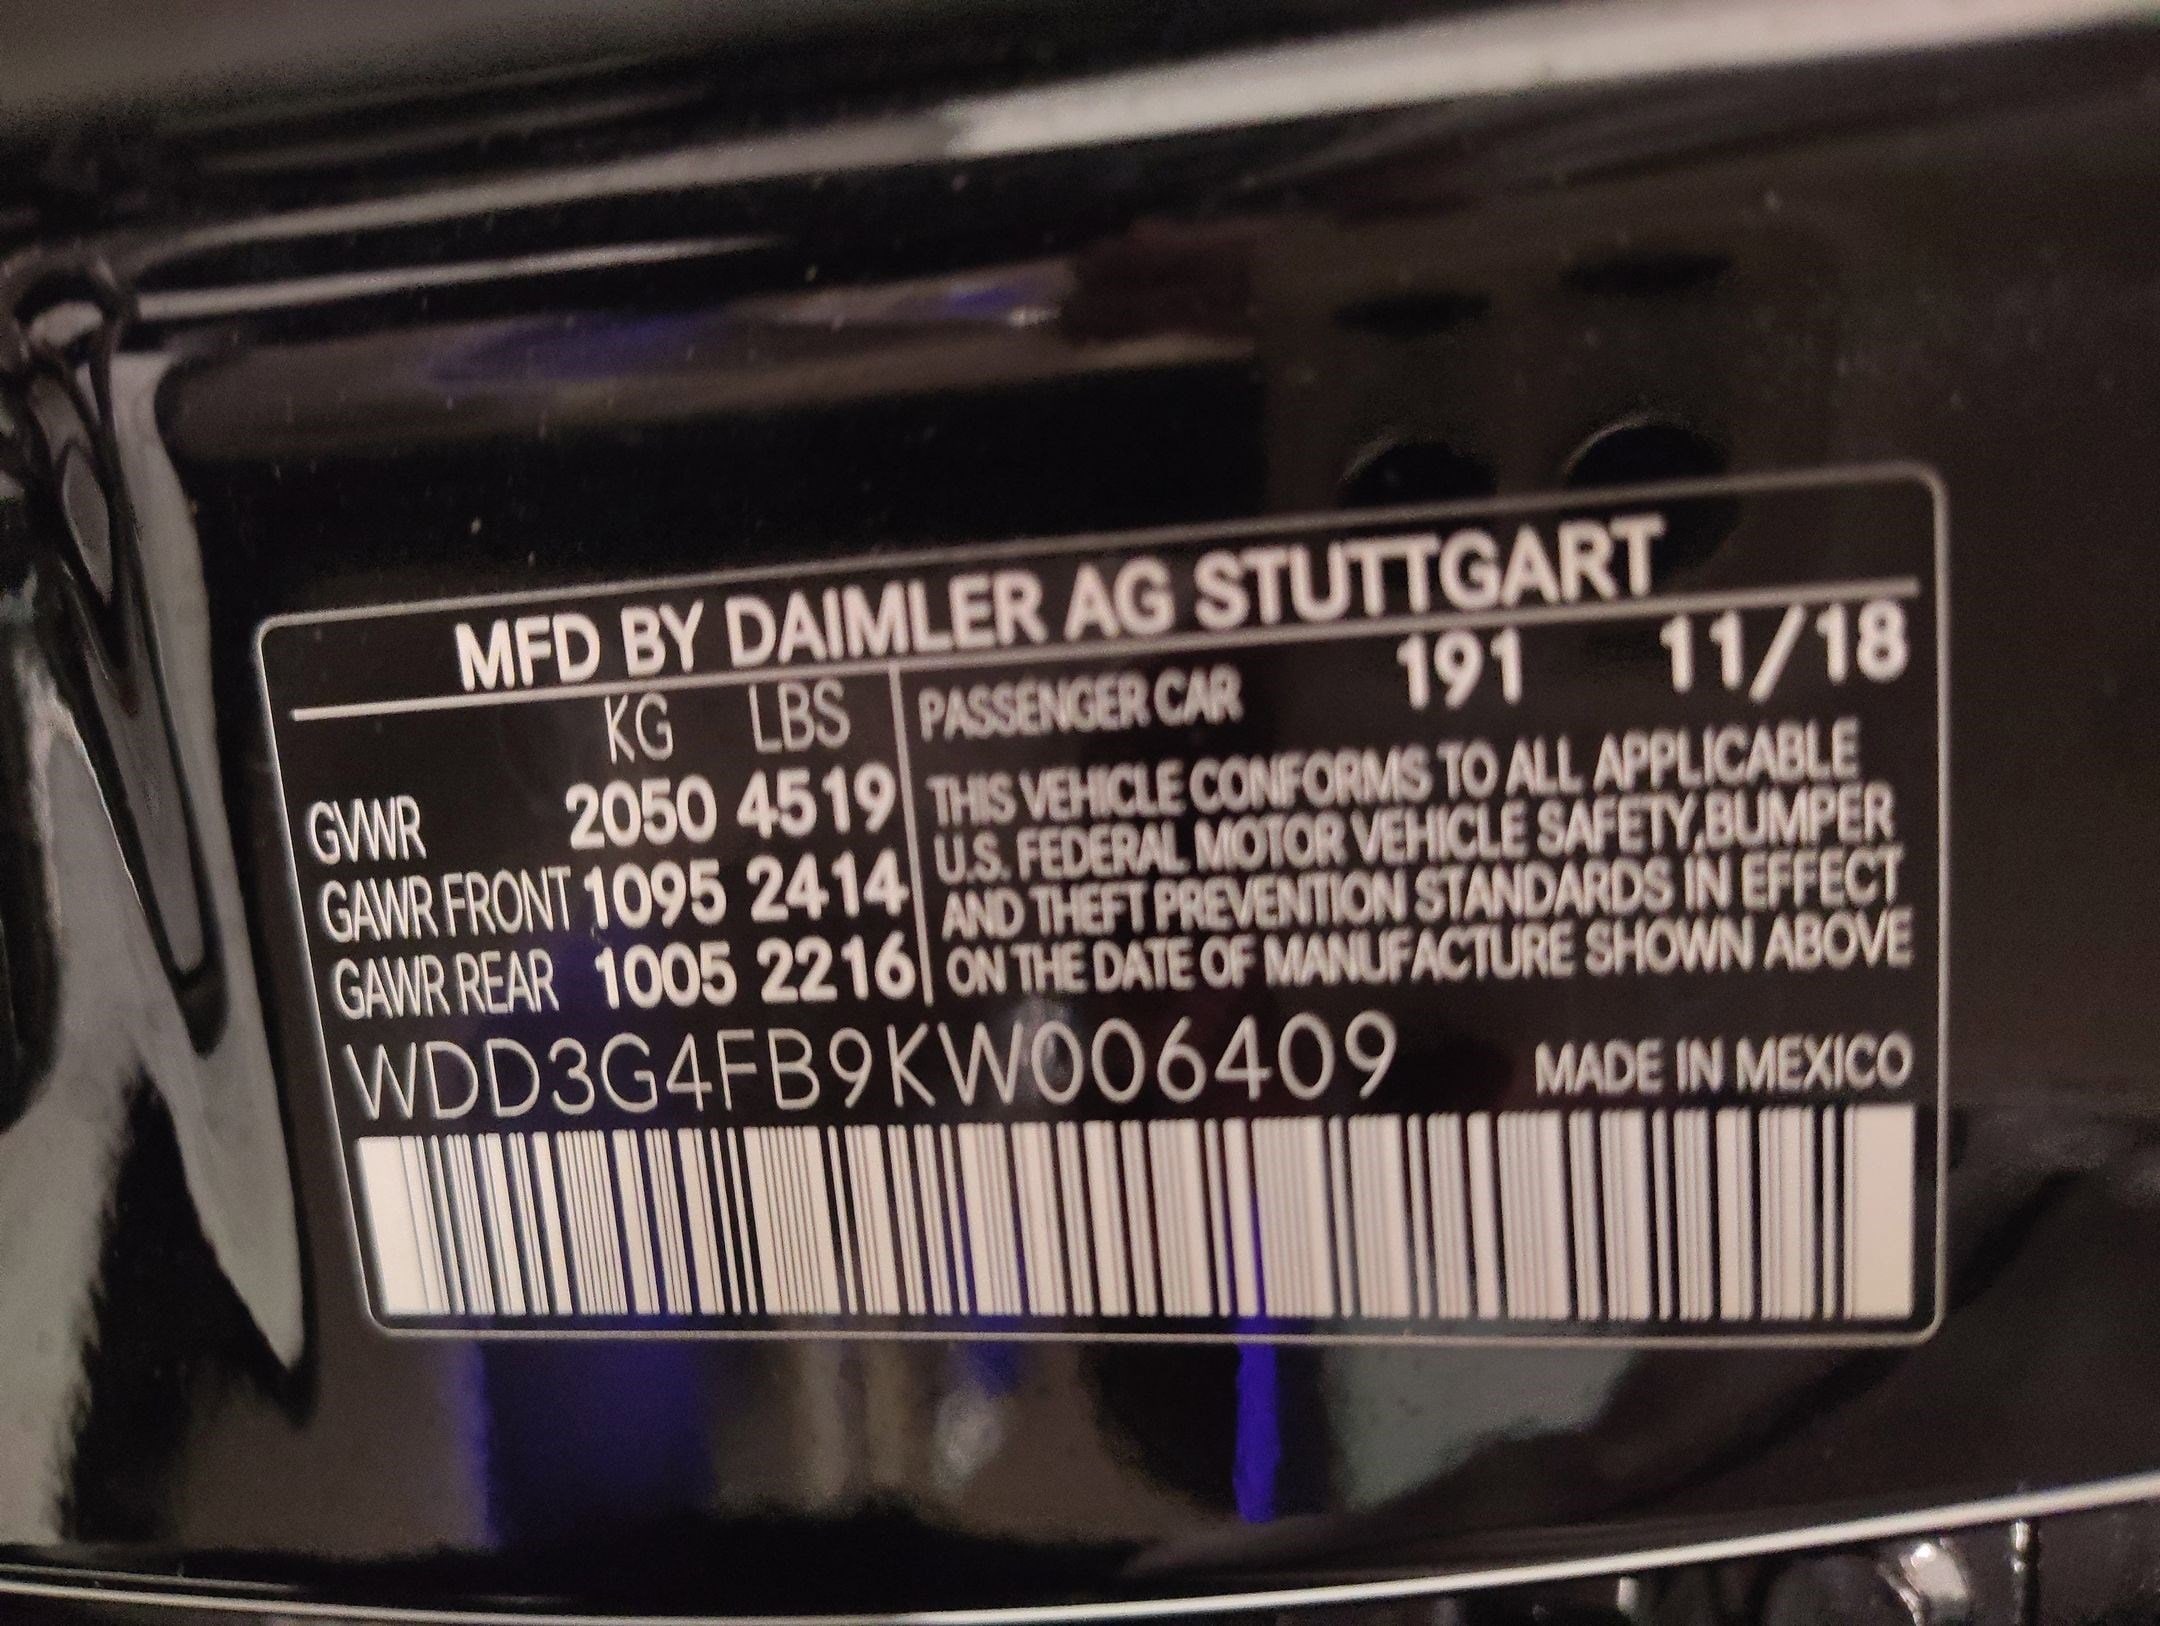 MFD BY DAIMLER AG STUTTGART
KG LBS
GVWR 2050 4519
GAWR FRONT 1095 2414
GAWR REAR 1005 2216
PASSENGER CAR 191 11/18
THIS VEHICLE CONFORMS TO ALL APPLICABLE
U.S. FEDERAL MOTOR VEHICLE SAFETY,BUMPER
AND THEFT PREVENTION STANDARDS IN EFFECT
ON THE DATE OF MANUFACTURE SHOWN ABOVE
WDD3G4FB9KW006409 MADE IN MEXICO